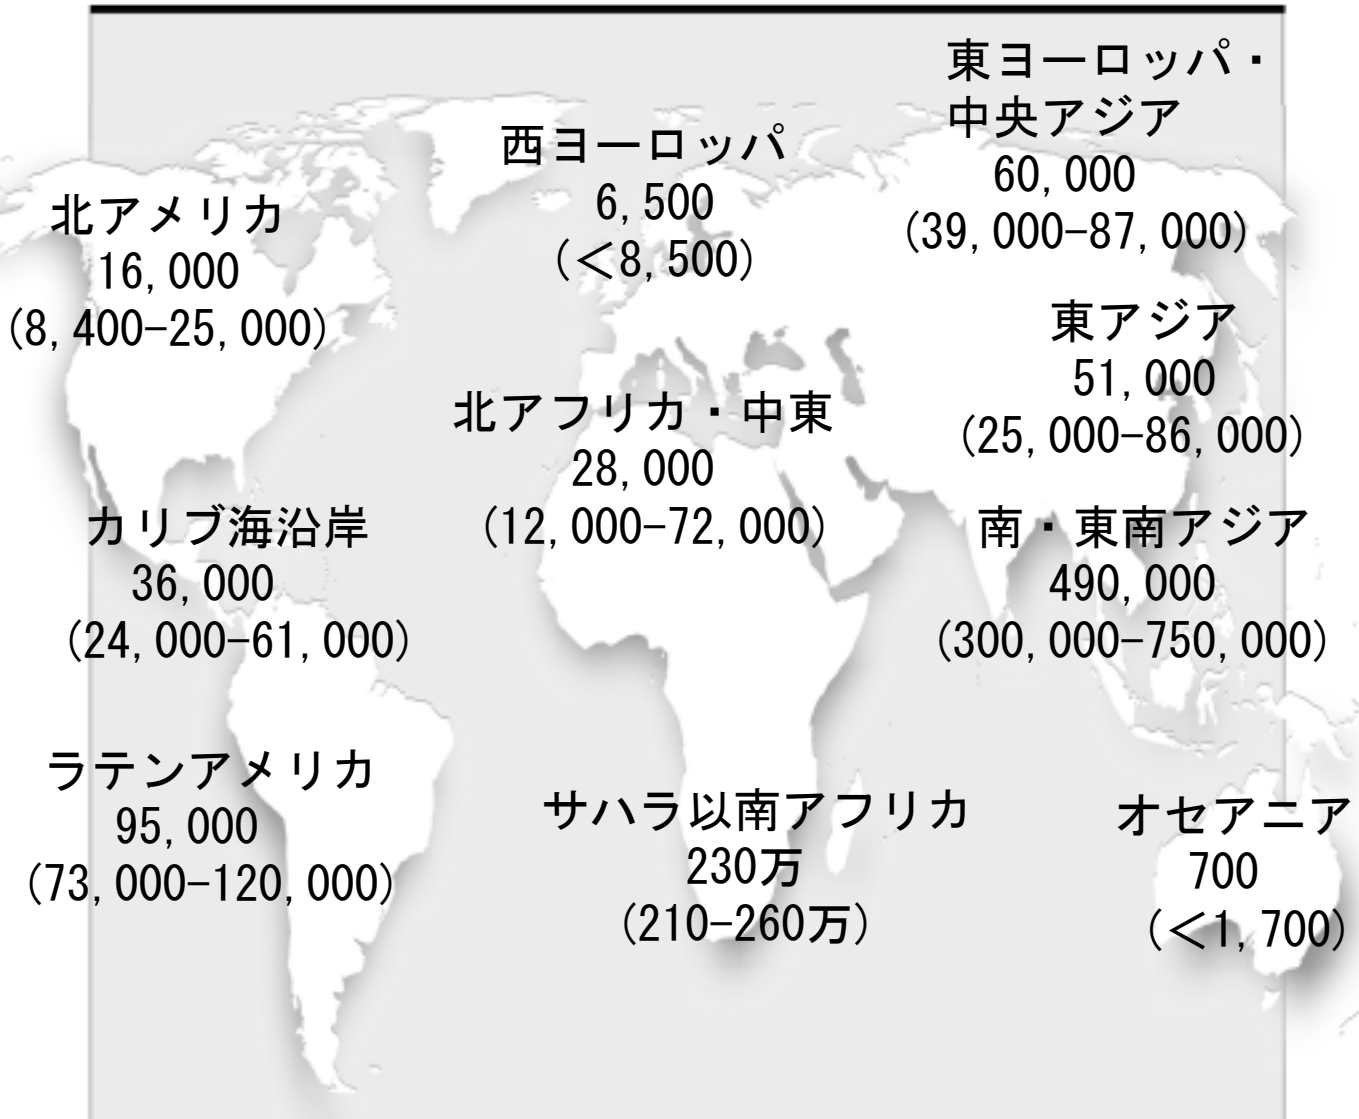 東ヨーロッパ・
中央アジア
60,000
(39,000−87,000)
西ヨーロッパ
6,500
(＜8,500)
北アメリカ
16,000
(8,400−25,000)
東アジア
51,000
(25,000−86,000)
北アフリカ・中東
28,000
(12,000−72,000)
カリブ海沿岸
36,000
(24,000−61,000)
南・東南アジア
490,000
(300,000−750,000)
ラテンアメリカ
95,000
(73,000−120,000)
サハラ以南アフリカ
230万
(210−260万)
オセアニア
700
(＜1,700)